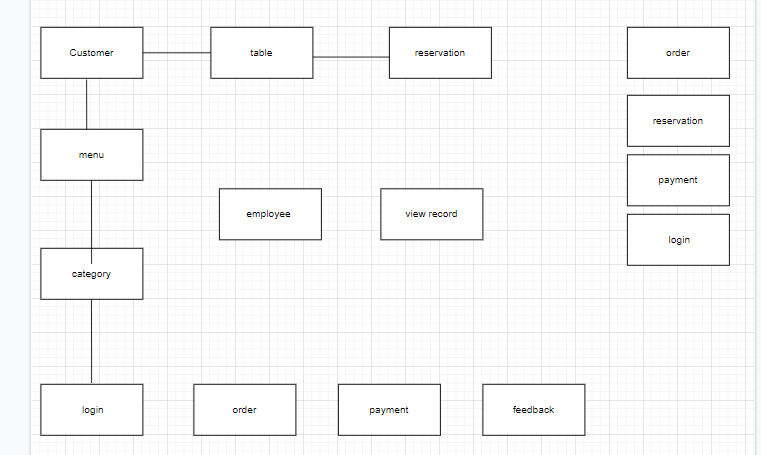 Customer
table
reservation
order
reservation
menu
payment
employee
view record
login
category
login
order
payment
feedback